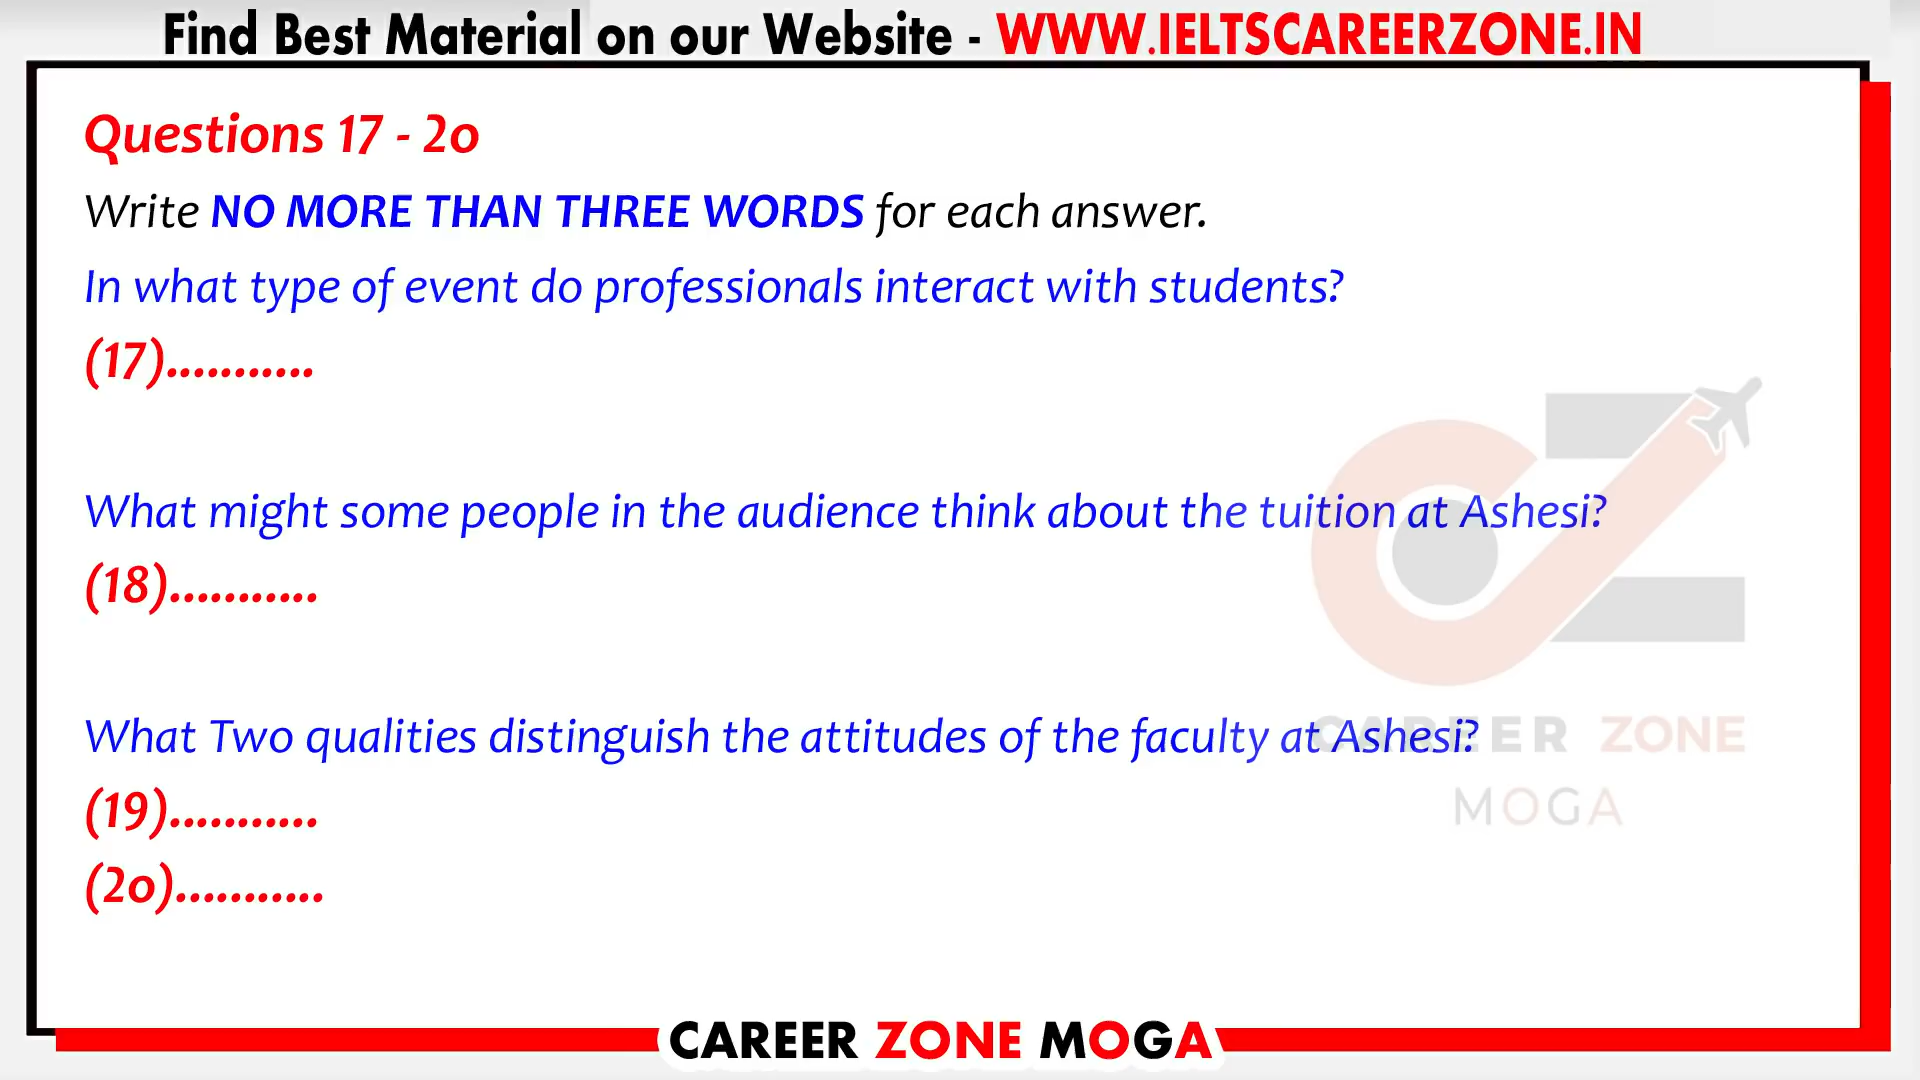 Find Best Material on our Website - WWW.IELTSCAREERZONE.IN
Questions 17 - 20
Write NO MORE THAN THREE WORDS for each answer.
In what type of event do professionals interact with students?
(17)...........
What might some people in the audience think about the tuition at Ashesi?
(18)...........
What Two qualities distinguish the attitudes of the faculty at Ashesi?
(19)...........
(20)...........
CAREER ZONE
MOGA
CAREER ZONE MOGA